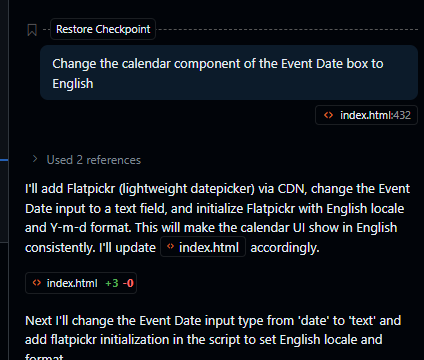 Restore Checkpoint
Change the calendar component of the Event Date box to
English
<> index.html:432
> Used 2 references
I'll add Flatpickr (lightweight datepicker) via CDN, change the Event
Date input to a text field, and initialize Flatpickr with English locale
and Y-m-d format. This will make the calendar UI show in English
consistently. I'll update <> index.html accordingly.
<> index.html +3 -0
Next I'll change the Event Date input type from 'date' to 'text' and
add flatpickr initialization in the script to set English locale and
format